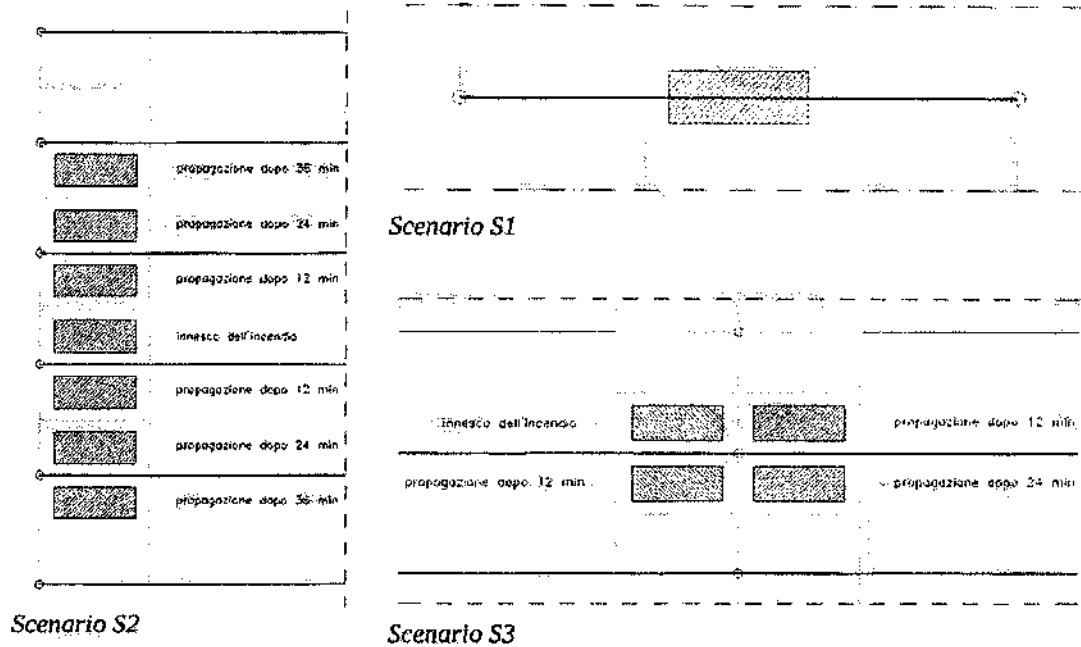 propagazione dopo 36 min
propagazione dopo 24 min
propagazione dopo 12 min
innesco dell'incendio
propagazione dopo 12 min
propagazione dopo 24 min
propagazione dopo 36 min
Scenario S2
Scenario S1
innesco dell'incendio
propagazione dopo 12 min
propagazione dopo 12 min
propagazione dopo 24 min
Scenario S3